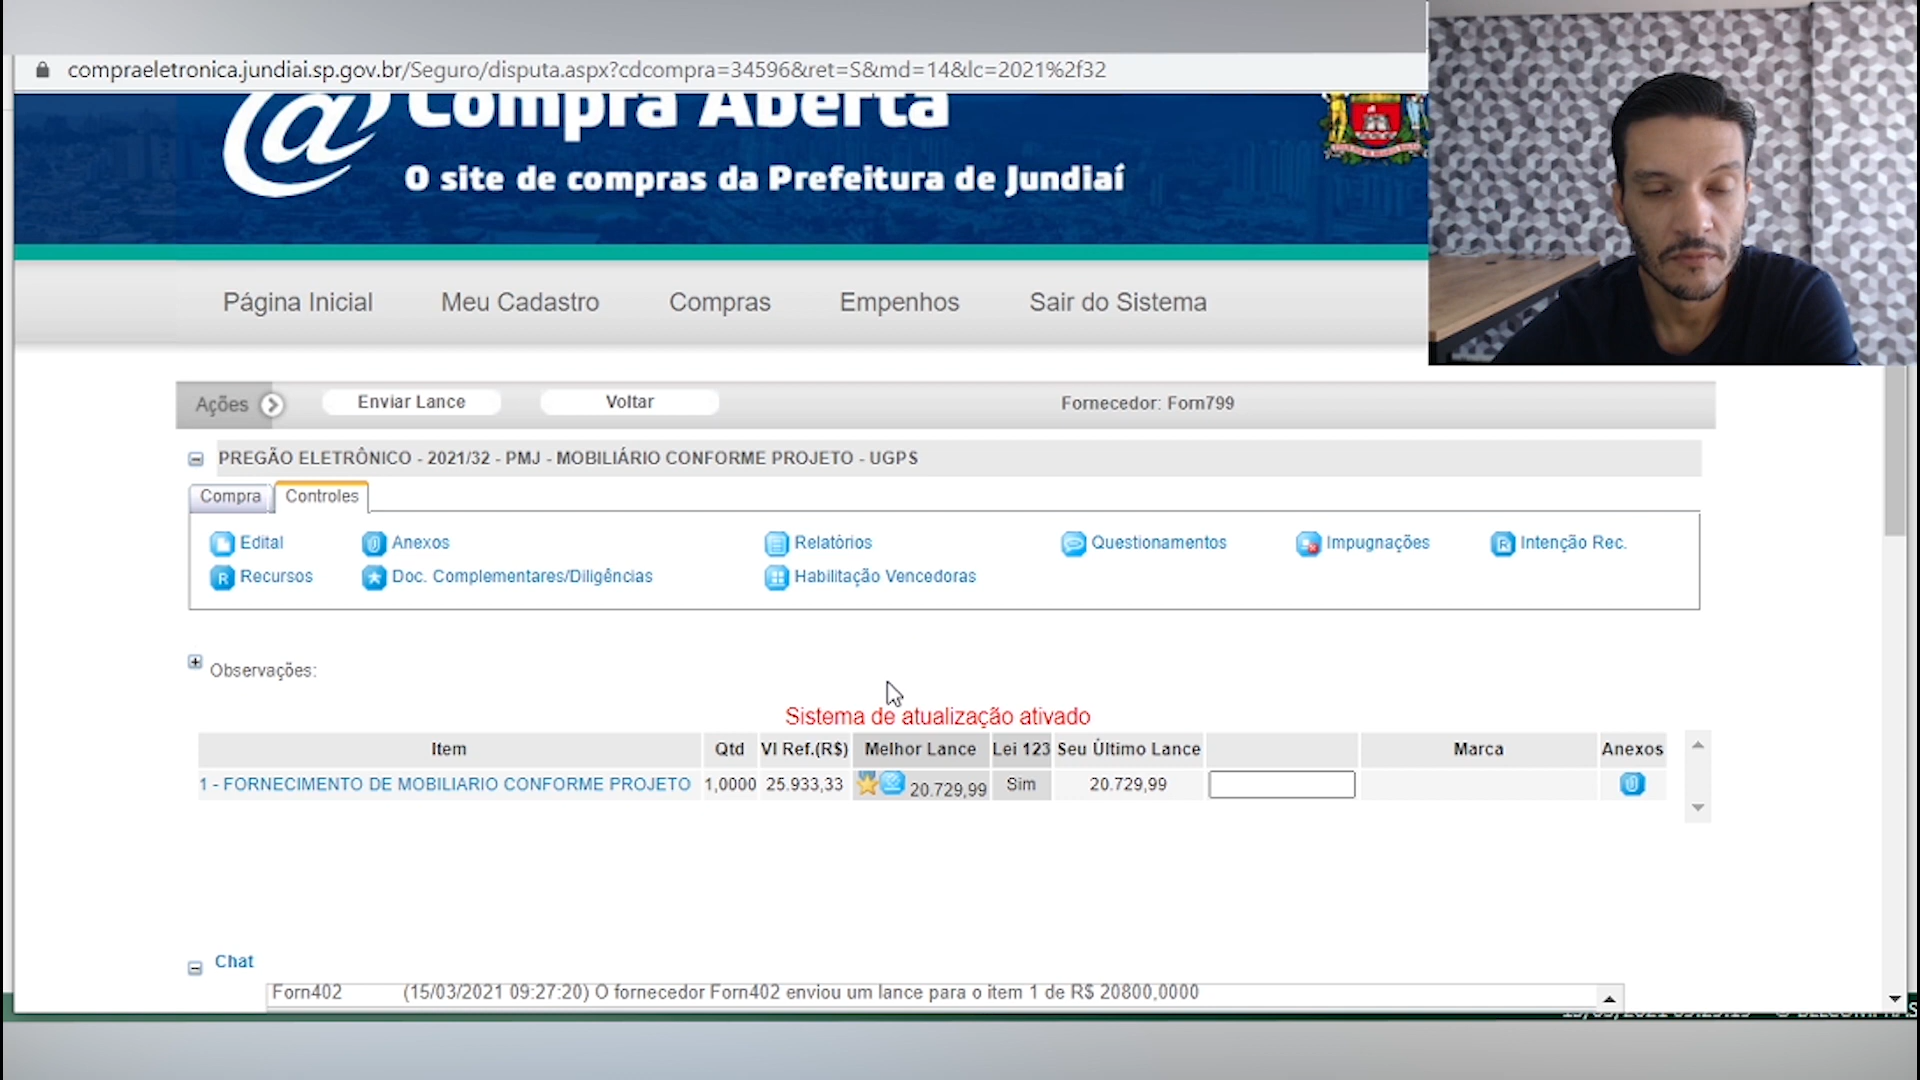 compraeletronica.jundiai.sp.gov.br/Seguro/disputa.aspx?cdcompra=34596&ret=S&md=14&lc=2021%2f32
@ Compra Aberta
O site de compras da Prefeitura de Jundiaí
Página Inicial Meu Cadastro Compras Empenhos Sair do Sistema
Ações Enviar Lance Voltar Fornecedor: Forn799
PREGÃO ELETRÔNICO - 2021/32 - PMJ - MOBILIÁRIO CONFORME PROJETO - UGPS
Compra Controles
Edital Anexos Relatórios Questionamentos Impugnações Intenção Rec.
Recursos Doc. Complementares/Diligências Habilitação Vencedoras
Observações:
Sistema de atualização ativado
Item Qtd Vl Ref.(R$) Melhor Lance Lei 123 Seu Último Lance Marca Anexos
1 - FORNECIMENTO DE MOBILIARIO CONFORME PROJETO 1,0000 25.933,33 20.729,99 Sim 20.729,99
Chat
Forn402 (15/03/2021 09:27:20) O fornecedor Forn402 enviou um lance para o item 1 de R$ 20800,0000